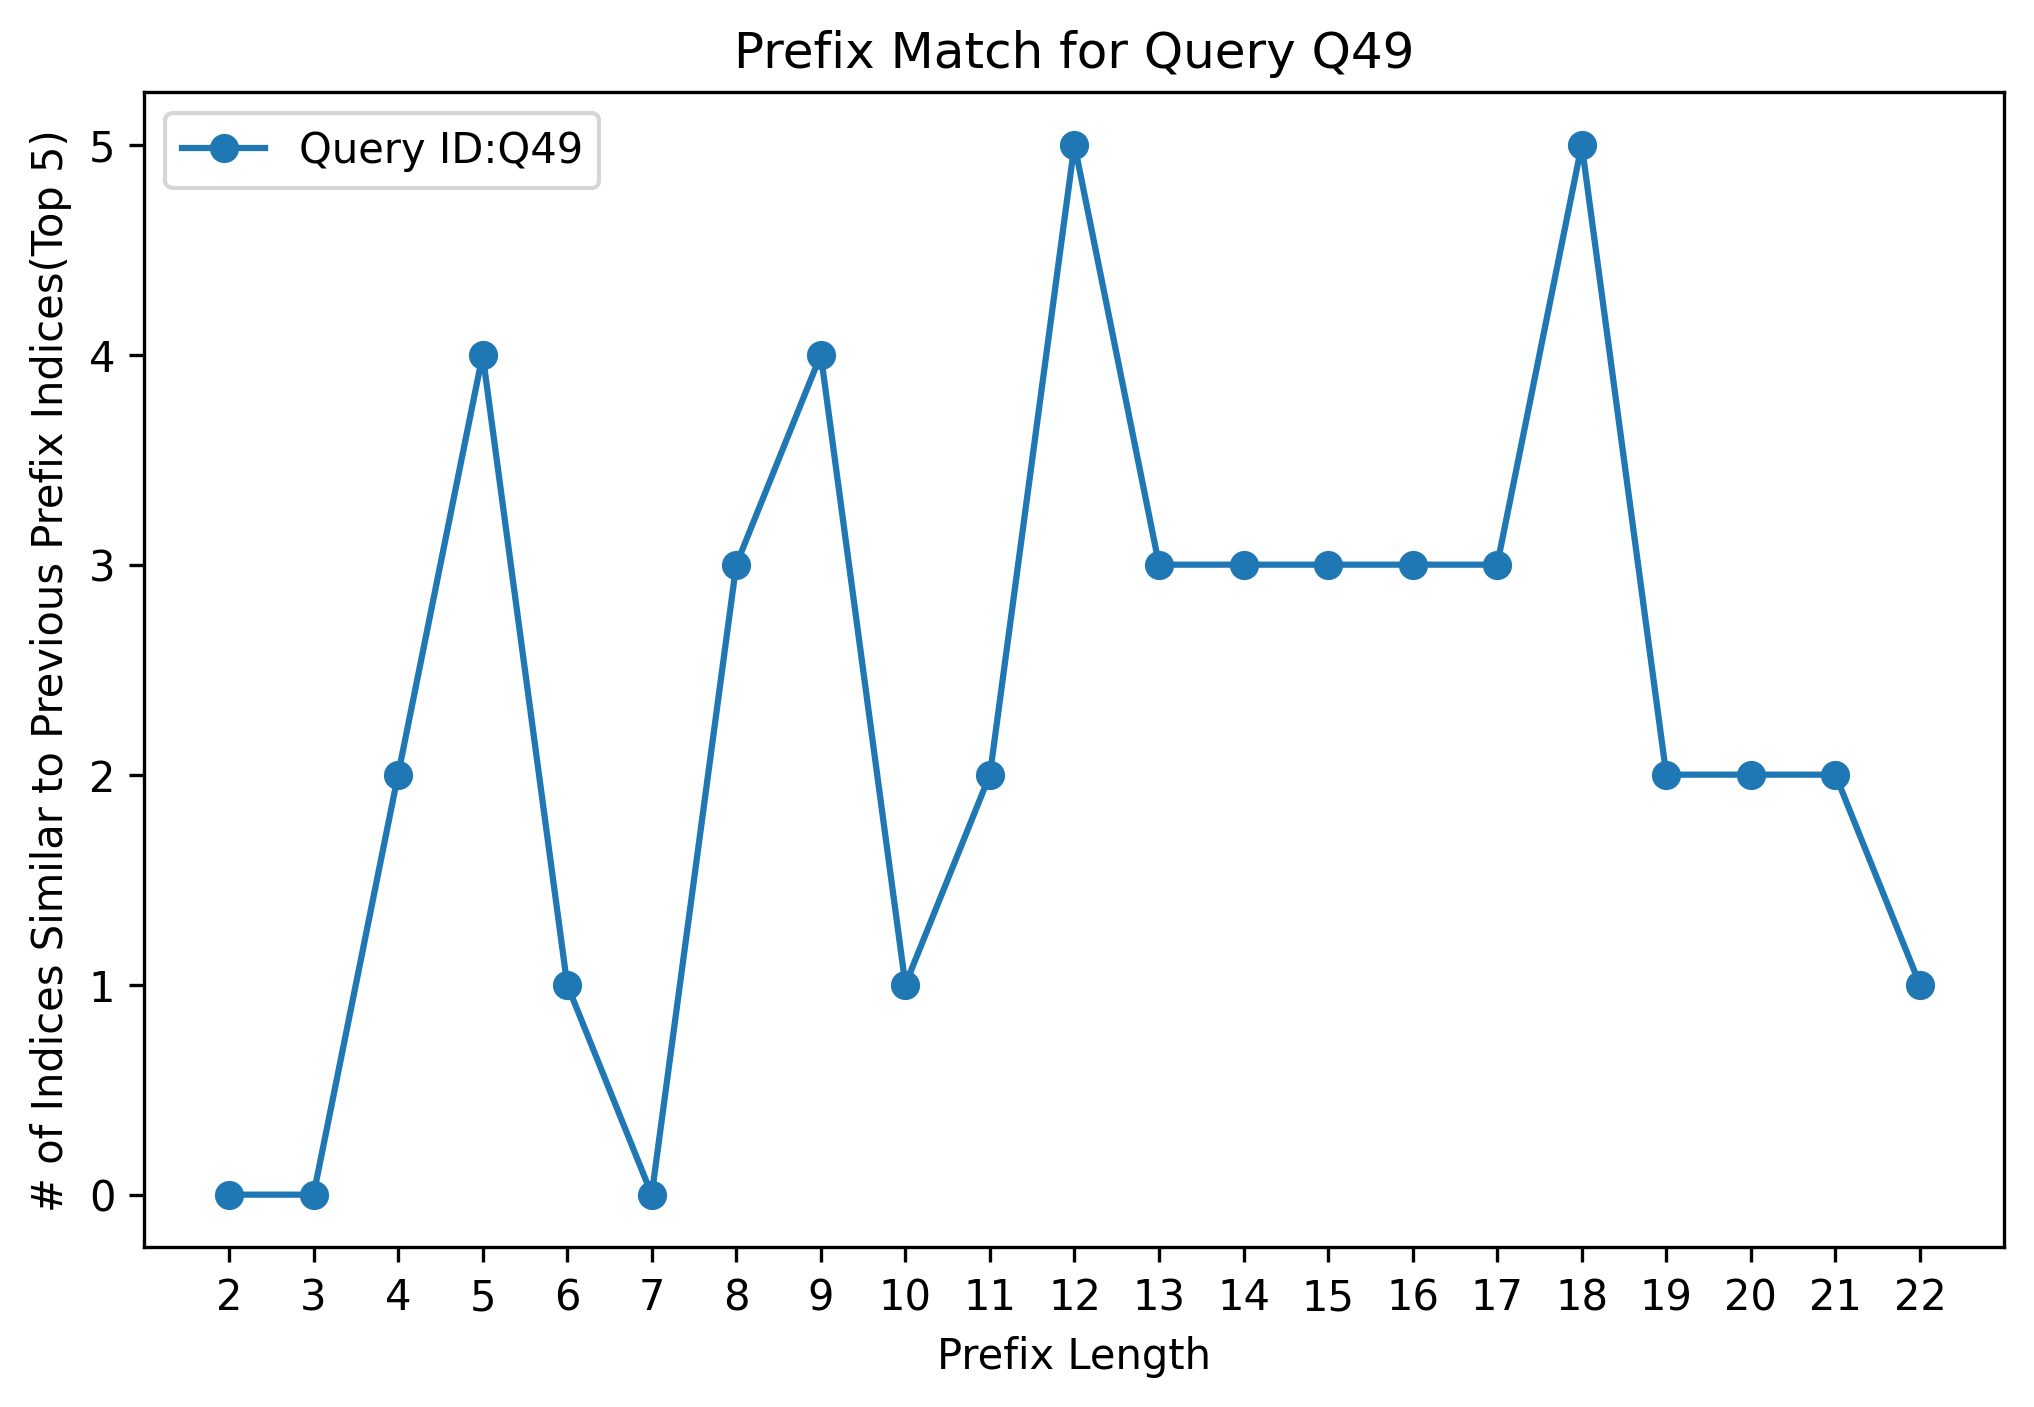 Prefix Match for Query Q49
Query ID:Q49
# of Indices Similar to Previous Prefix Indices(Top 5)
5
4
3
2
1
0
2 3 4 5 6 7 8 9 10 11 12 13 14 15 16 17 18 19 20 21 22
Prefix Length